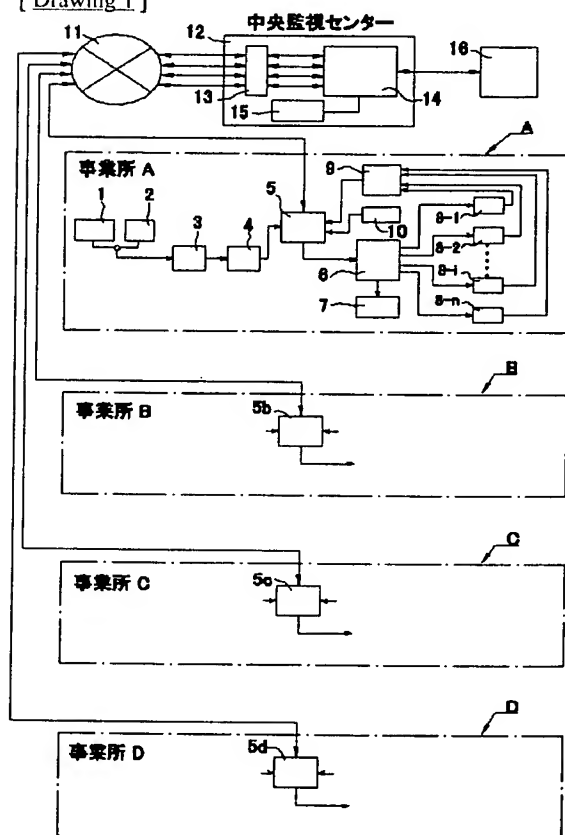 [ Drawing 1 ]
中央監視センター
11
12
13
14
15
16
A
事業所 A
1
2
3
4
5
6
7
9
10
8-1
8-2
8-i
8-n
B
事業所 B
5b
C
事業所 C
5c
D
事業所 D
5d